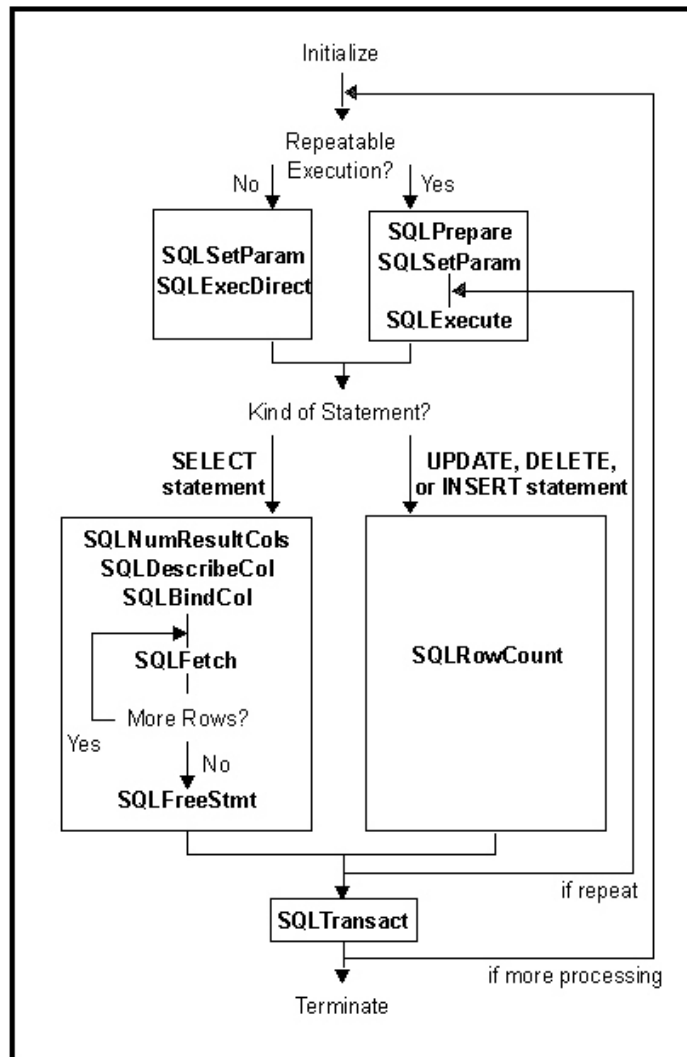 Initialize
Repeatable
Execution?
No
Yes
SQLSetParam
SQLExecDirect
SQLPrepare
SQLSetParam
SQLExecute
Kind of Statement?
SELECT
statement
UPDATE, DELETE,
or INSERT statement
SQLNumResultCols
SQLDescribeCol
SQLBindCol
SQLFetch
More Rows?
Yes
No
SQLFreeStmt
SQLRowCount
if repeat
SQLTransact
if more processing
Terminate